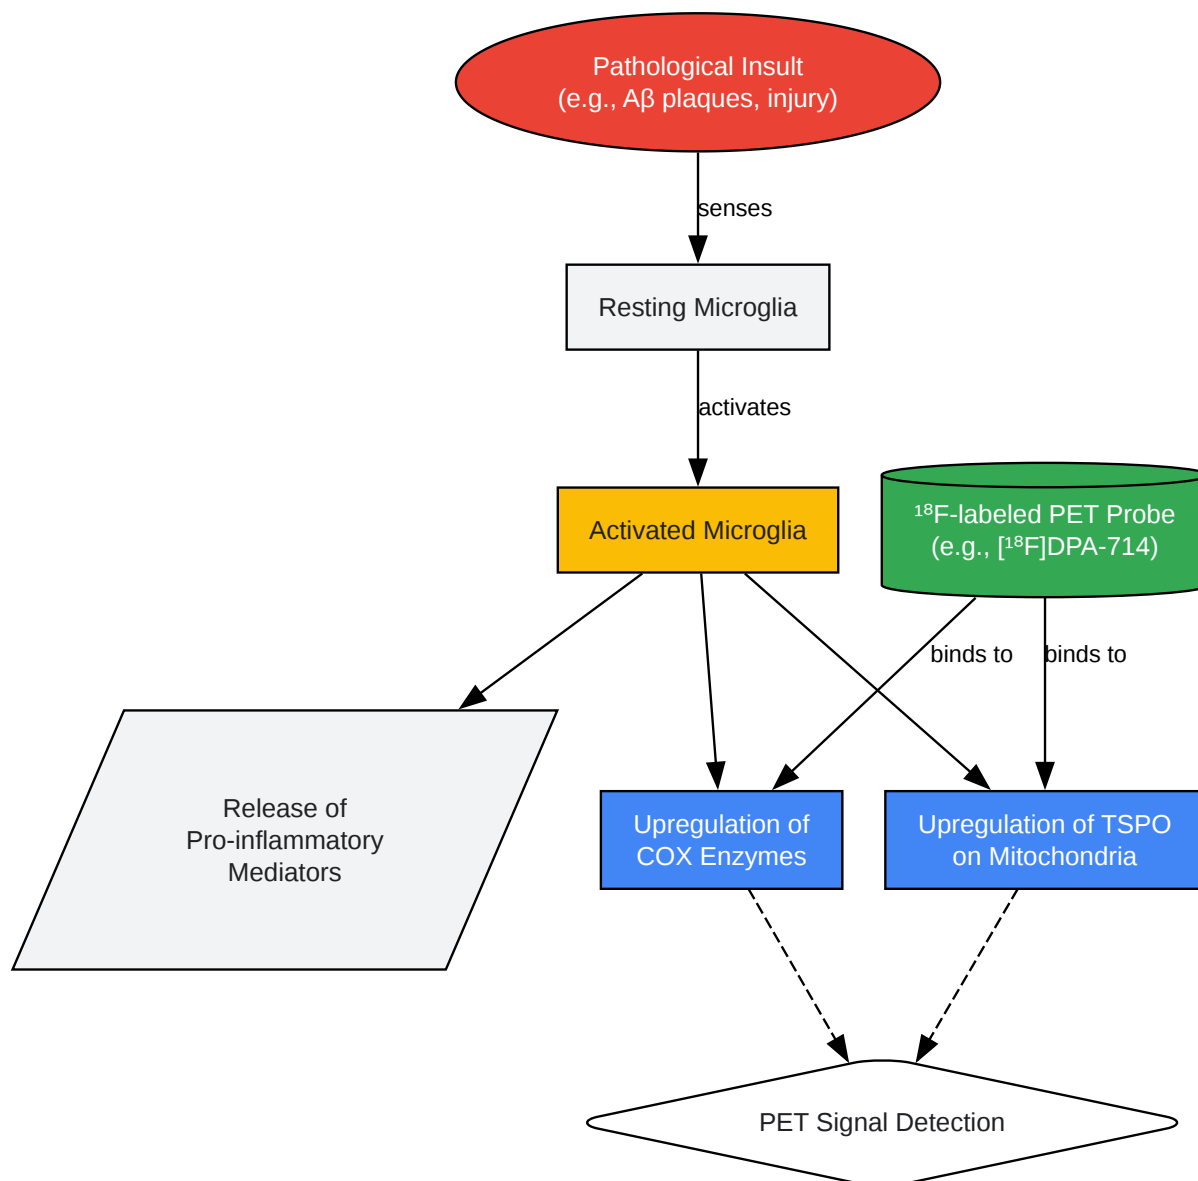 Pathological Insult
(e.g., Aβ plaques, injury)
senses
Resting Microglia
activates
Activated Microglia
¹⁸F-labeled PET Probe
(e.g., [¹⁸F]DPA-714)
binds to
binds to
Release of
Pro-inflammatory
Mediators
Upregulation of
COX Enzymes
Upregulation of TSPO
on Mitochondria
PET Signal Detection